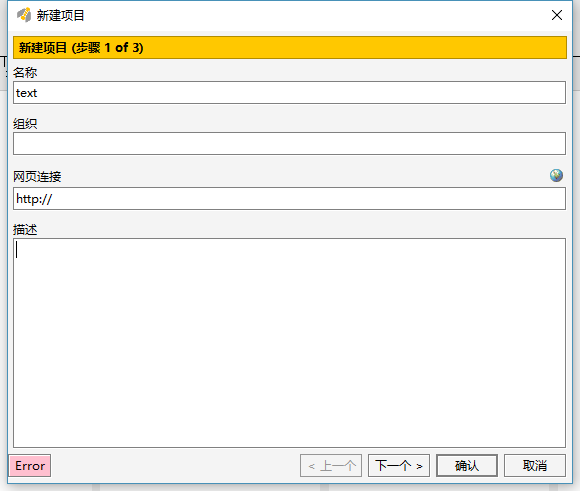 新建项目
新建项目 (步骤 1 of 3)
名称
text
组织
网页连接
http://
描述
Error
< 上一个
下一个 >
确认
取消